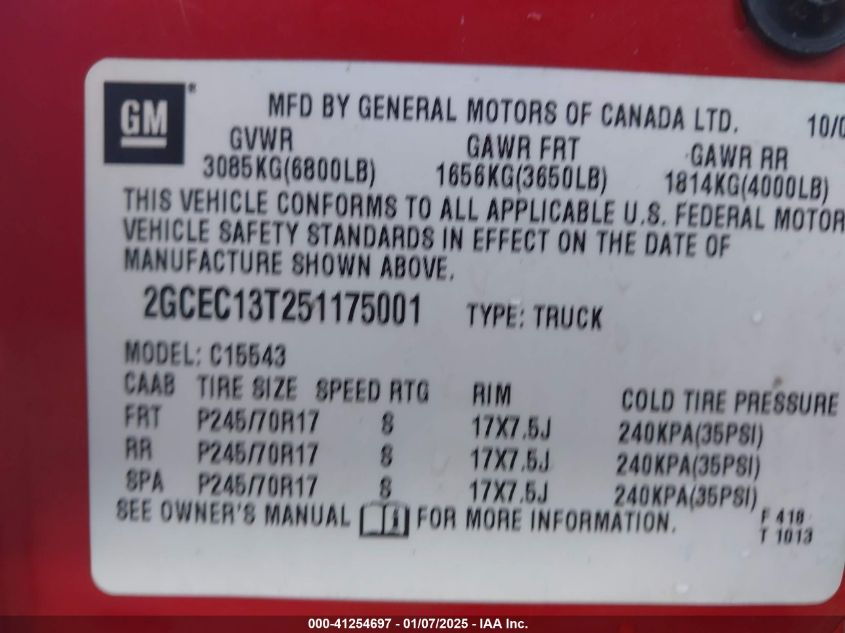 GM®
MFD BY GENERAL MOTORS OF CANADA LTD. 10/0
GVWR GAWR FRT GAWR RR
3085KG(6800LB) 1656KG(3650LB) 1814KG(4000LB)
THIS VEHICLE CONFORMS TO ALL APPLICABLE U.S. FEDERAL MOTOR
VEHICLE SAFETY STANDARDS IN EFFECT ON THE DATE OF
MANUFACTURE SHOWN ABOVE.
2GCEC13T251175001 TYPE: TRUCK
MODEL: C15543
CAAB TIRE SIZE SPEED RTG RIM COLD TIRE PRESSURE
FRT P245/70R17 S 17X7.5J 240KPA(35PSI)
RR P245/70R17 S 17X7.5J 240KPA(35PSI)
SPA P245/70R17 S 17X7.5J 240KPA(35PSI)
SEE OWNER'S MANUAL FOR MORE INFORMATION.
F 418
T 1013
000-41254697 - 01/07/2025 - IAA Inc.